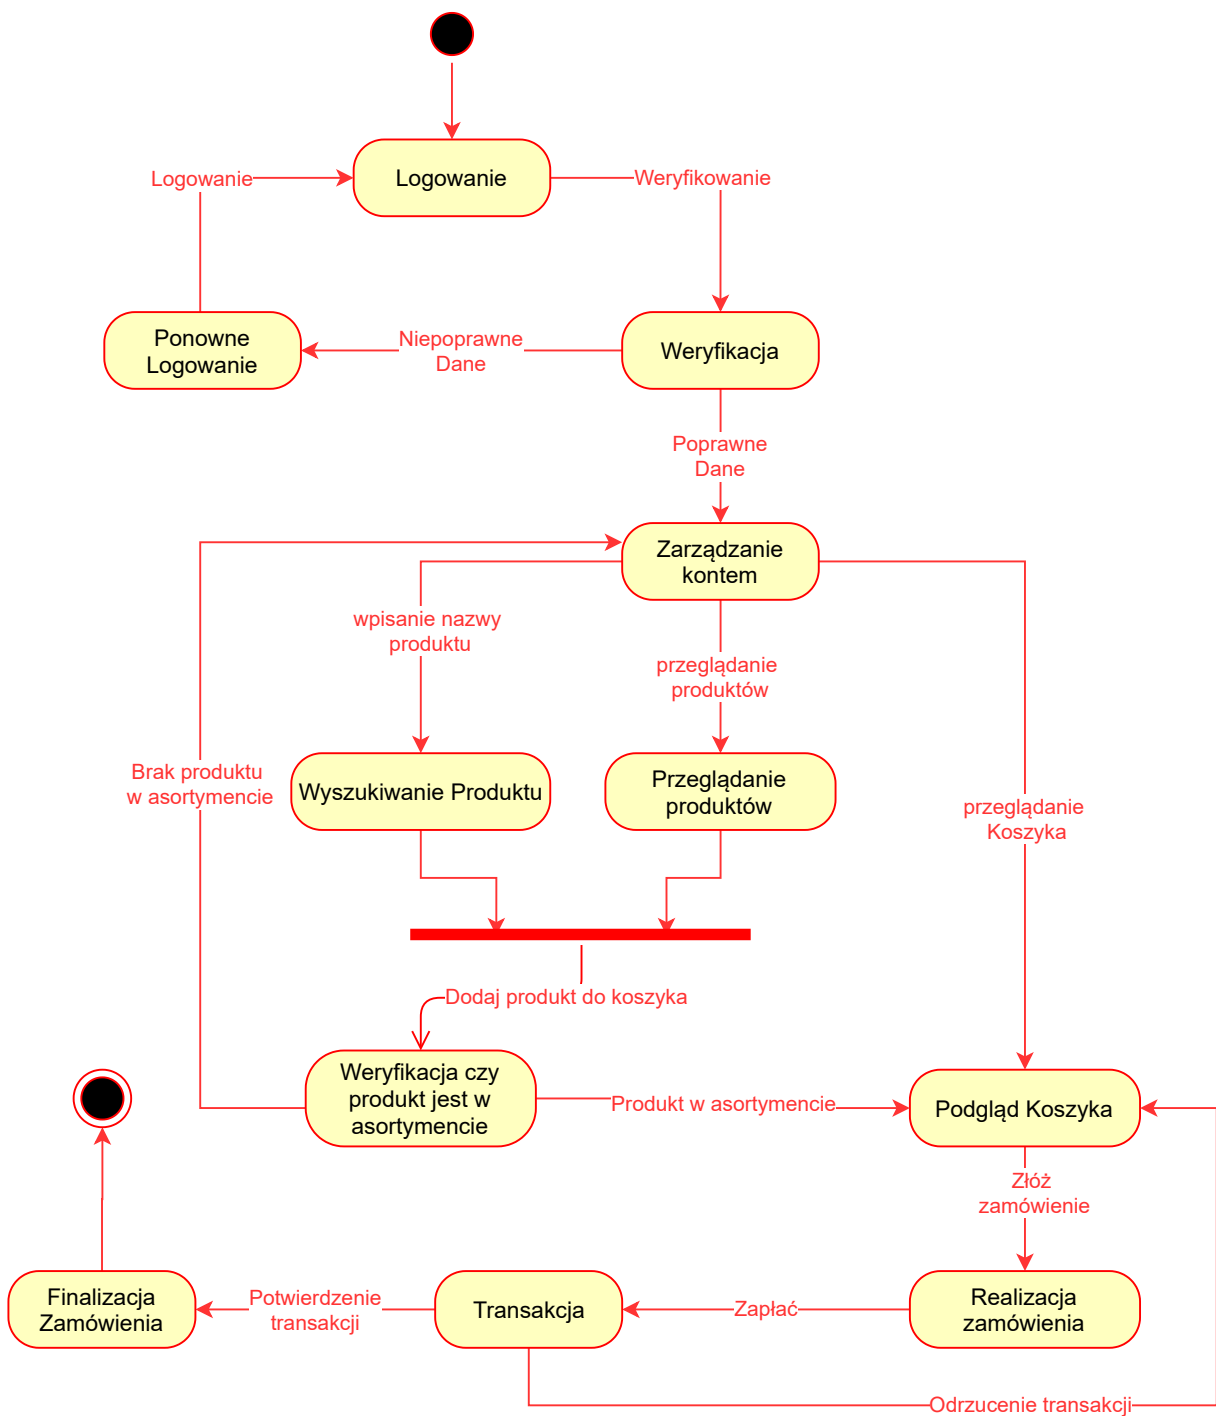 Logowanie
Logowanie
Weryfikowanie
Ponowne
Logowanie
Niepoprawne
Dane
Weryfikacja
Poprawne
Dane
Zarządzanie
kontem
wpisanie nazwy
produktu
przeglądanie
produktów
Brak produktu
w asortymencie
Wyszukiwanie Produktu
Przeglądanie
produktów
przeglądanie
Koszyka
Dodaj produkt do koszyka
Weryfikacja czy
produkt jest w
asortymencie
Produkt w asortymencie
Podgląd Koszyka
Złóż
zamówienie
Finalizacja
Zamówienia
Potwierdzenie
transakcji
Transakcja
Zapłać
Realizacja
zamówienia
Odrzucenie transakcji